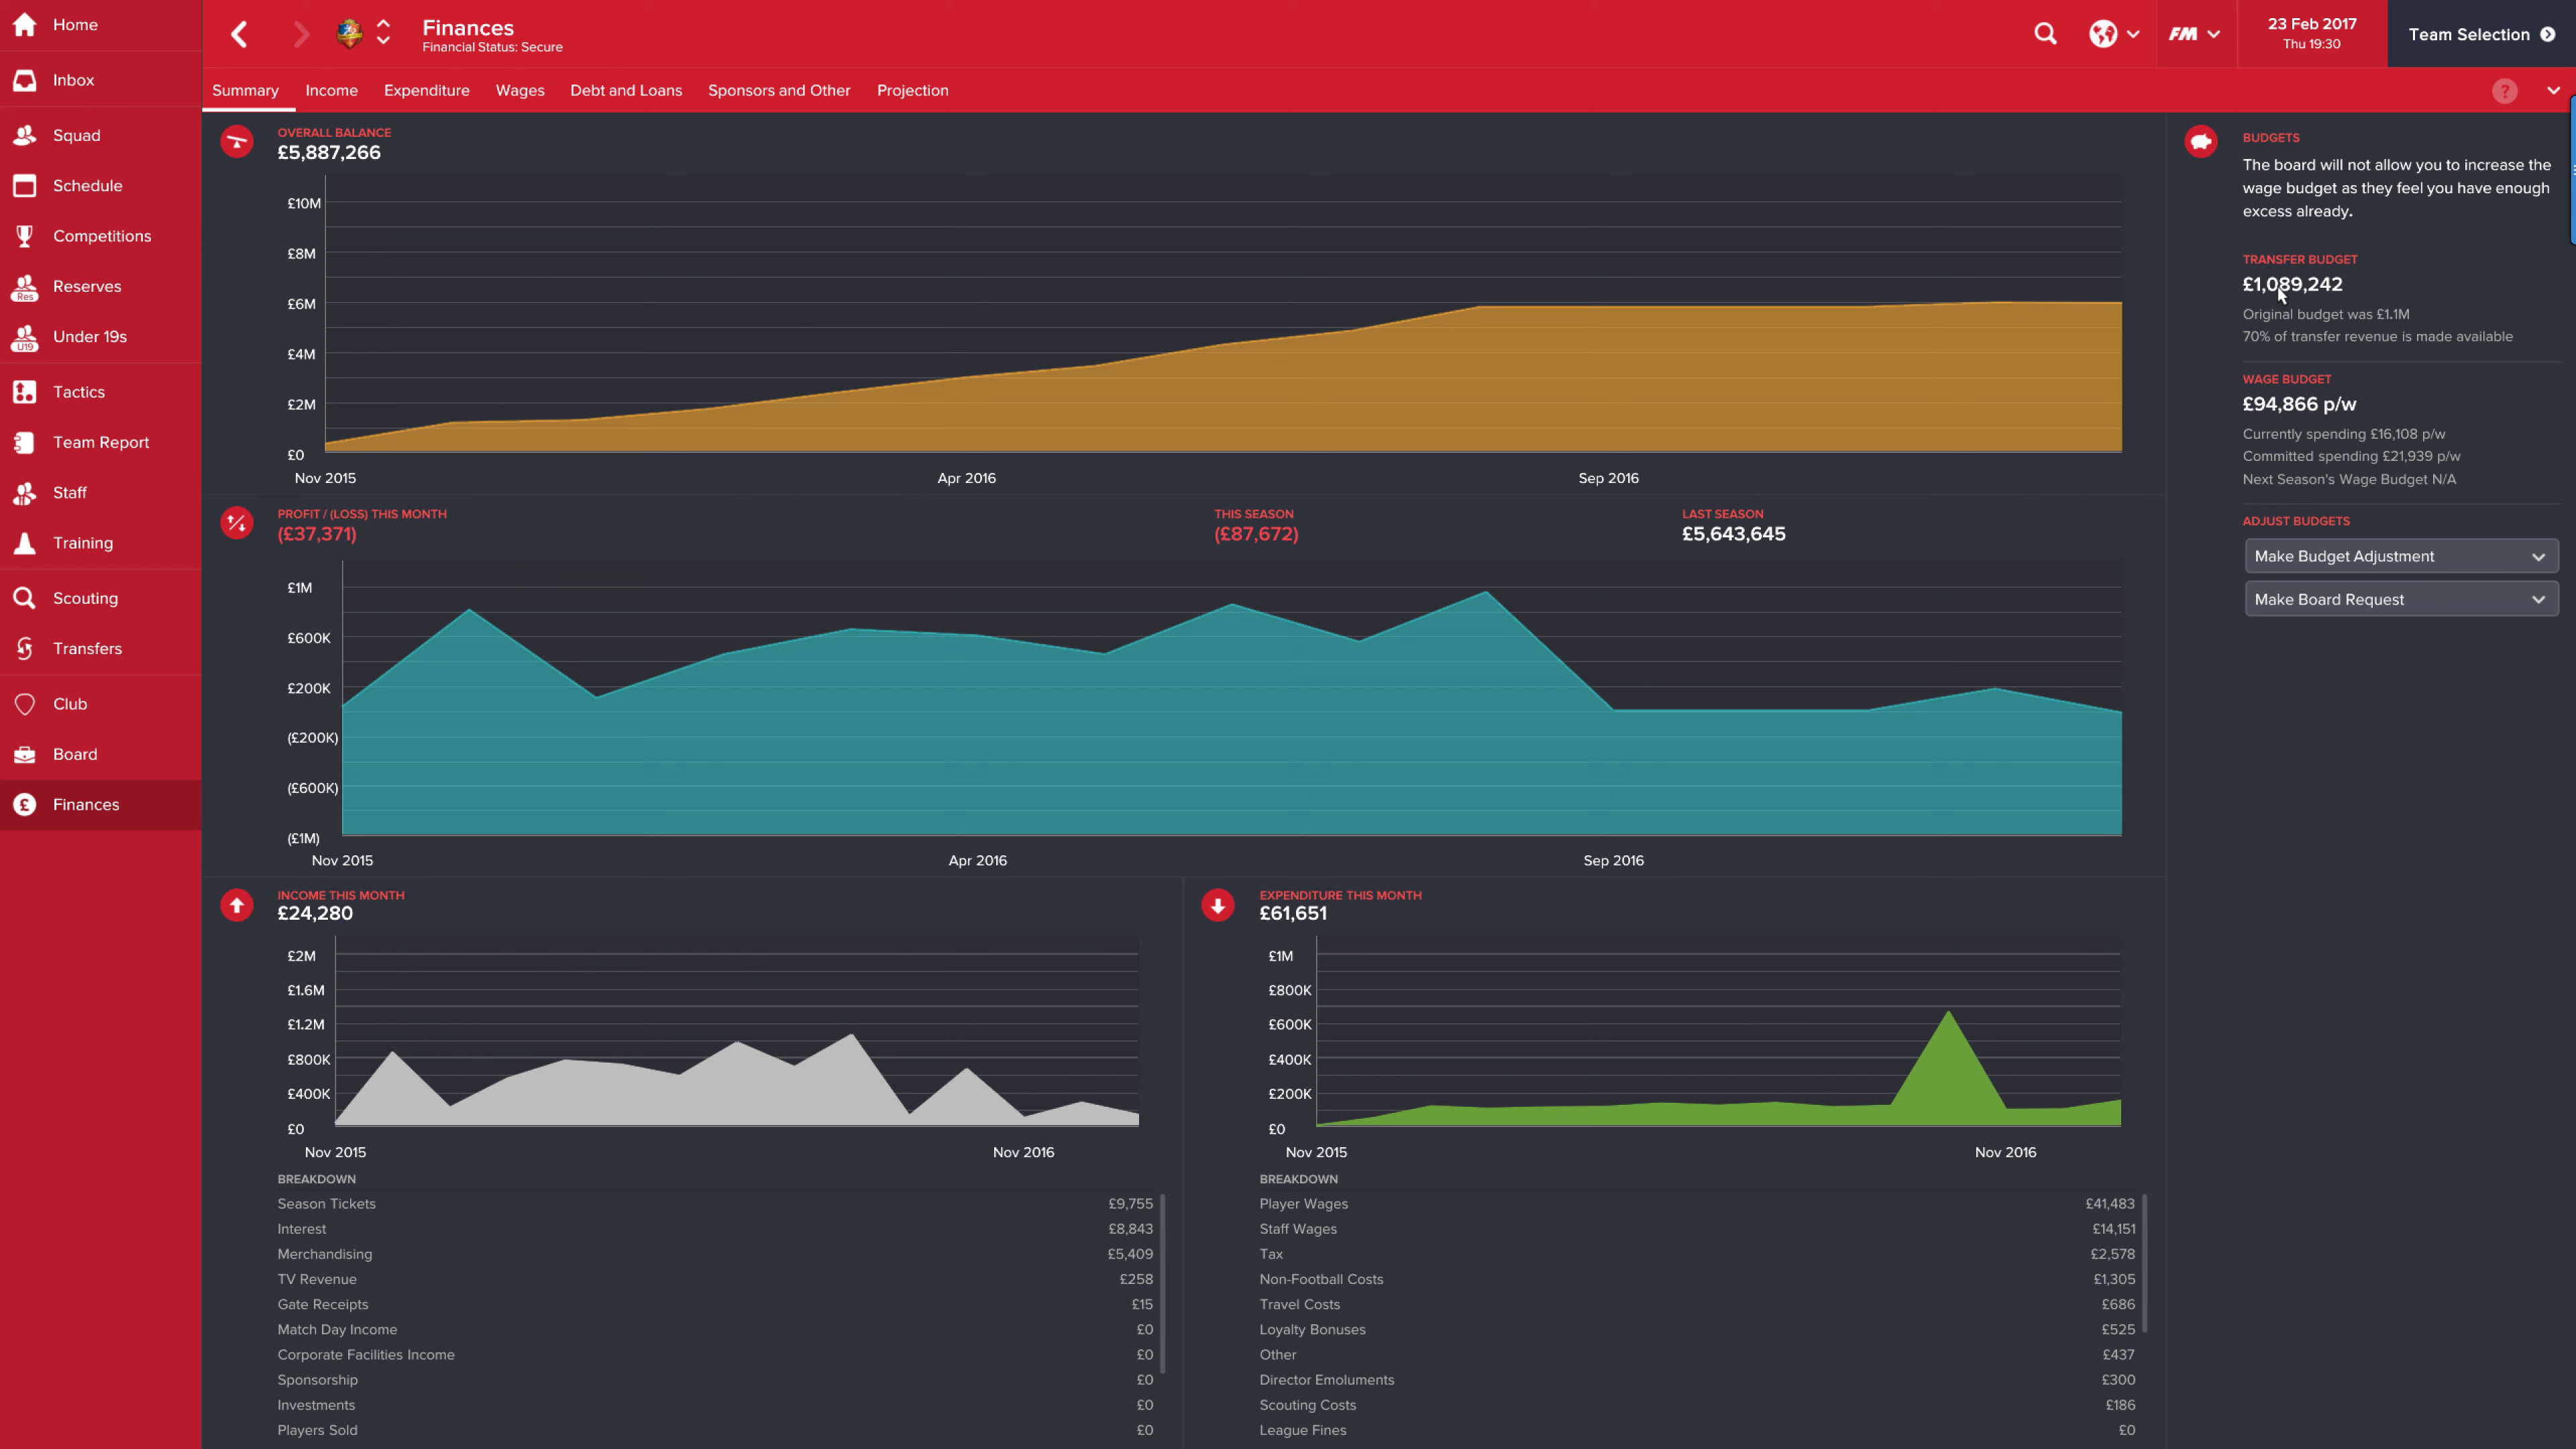 Home
Inbox
Squad
Schedule
Competitions
Reserves
Res
Under 19s
U19
Tactics
Team Report
Staff
Training
Scouting
Transfers
Club
Board
Finances
Finances
Financial Status: Secure
FM
23 Feb 2017
Thu 19:30
Team Selection
Summary Income Expenditure Wages Debt and Loans Sponsors and Other Projection
?
OVERALL BALANCE
£5,887,266
£10M
£8M
£6M
£4M
£2M
£0
Nov 2015 Apr 2016 Sep 2016
PROFIT / (LOSS) THIS MONTH
(£37,371)
THIS SEASON
(£87,672)
LAST SEASON
£5,643,645
£1M
£600K
£200K
(£200K)
(£600K)
(£1M)
Nov 2015 Apr 2016 Sep 2016
INCOME THIS MONTH
£24,280
£2M
£1.6M
£1.2M
£800K
£400K
£0
Nov 2015 Nov 2016
BREAKDOWN
Season Tickets £9,755
Interest £8,843
Merchandising £5,409
TV Revenue £258
Gate Receipts £15
Match Day Income £0
Corporate Facilities Income £0
Sponsorship £0
Investments £0
Players Sold £0
EXPENDITURE THIS MONTH
£61,651
£1M
£800K
£600K
£400K
£200K
£0
Nov 2015 Nov 2016
BREAKDOWN
Player Wages £41,483
Staff Wages £14,151
Tax £2,578
Non-Football Costs £1,305
Travel Costs £686
Loyalty Bonuses £525
Other £437
Director Emoluments £300
Scouting Costs £186
League Fines £0
BUDGETS
The board will not allow you to increase the
wage budget as they feel you have enough
excess already.
TRANSFER BUDGET
£1,089,242
Original budget was £1.1M
70% of transfer revenue is made available
WAGE BUDGET
£94,866 p/w
Currently spending £16,108 p/w
Committed spending £21,939 p/w
Next Season's Wage Budget N/A
ADJUST BUDGETS
Make Budget Adjustment
Make Board Request